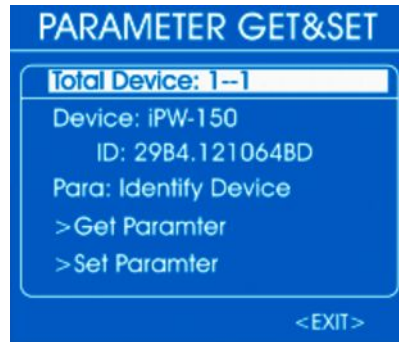 PARAMETER GET&SET
Total Device: 1--1
Device: iPW-150
ID: 29B4.121064BD
Para: Identify Device
>Get Paramter
>Set Paramter
<EXIT>